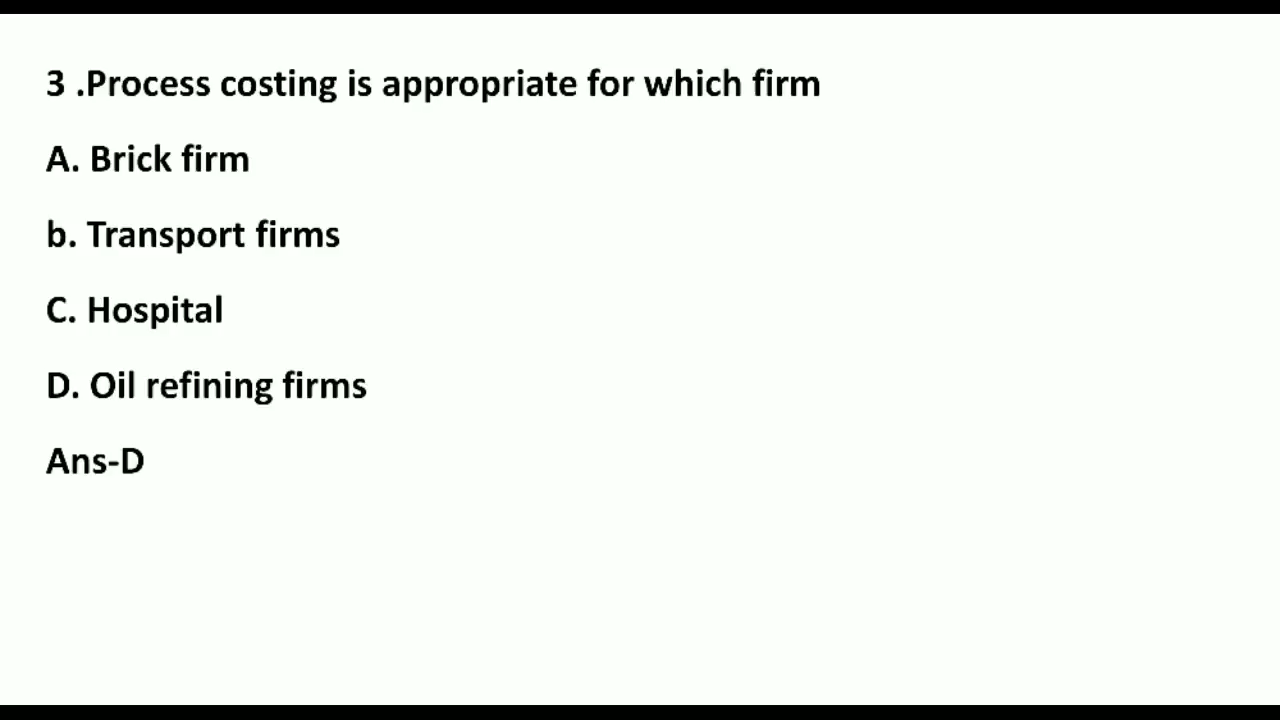 3 .Process costing is appropriate for which firm
A. Brick firm
b. Transport firms
C. Hospital
D. Oil refining firms
Ans-D